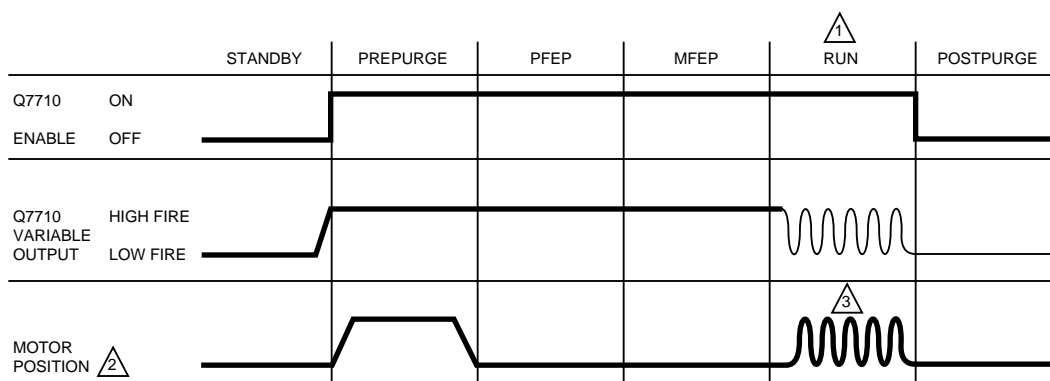 1
STANDBY PREPURGE PFEP MFEP RUN POSTPURGE
Q7710 ON
ENABLE OFF
Q7710 HIGH FIRE
VARIABLE
OUTPUT LOW FIRE
3
MOTOR
POSITION 2